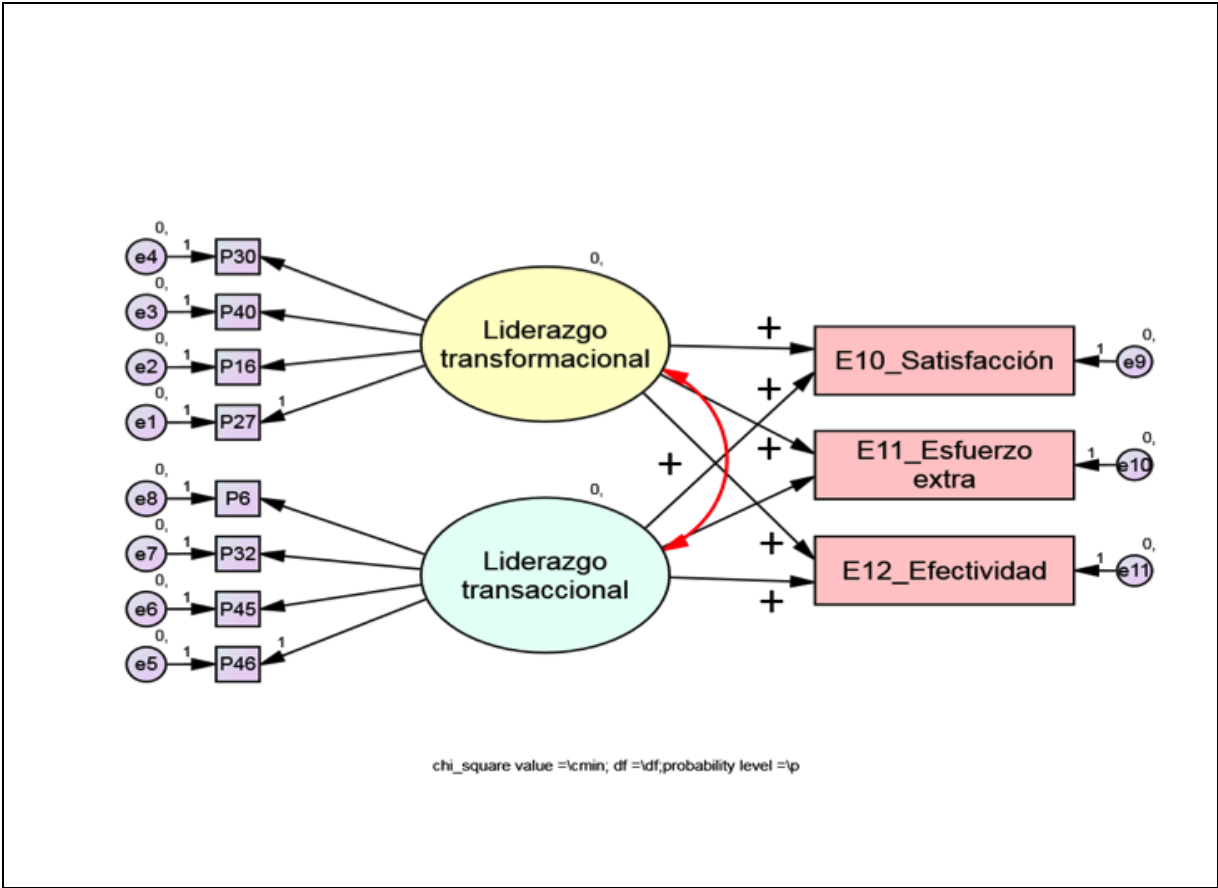 0,
e4 1 P30
0,
e3 1 P40
0,
e2 1 P16
0,
e1 1 P27 1
0,
e8 1 P6
0,
e7 1 P32
0,
e6 1 P45
0,
e5 1 P46 1
0,
Liderazgo
transformacional
0,
Liderazgo
transaccional
+
+
+
+
+
+
0,
E10_Satisfacción 1 e9
0,
E11_Esfuerzo
extra
1 e10
0,
E12_Efectividad 1 e11
chi_square value =\cmin; df =\df;probability level =\p